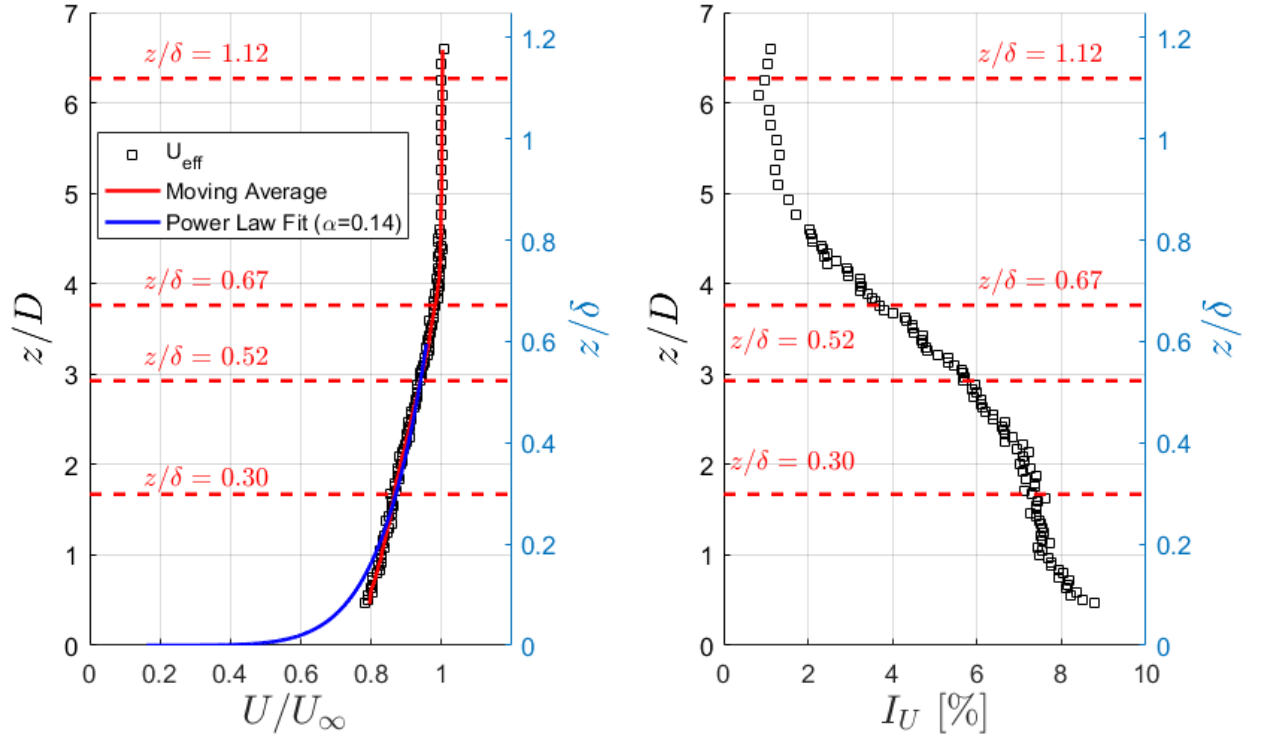 7
6
5
4
3
2
1
0
z/D
z/δ = 1.12
U_eff
Moving Average
Power Law Fit (α=0.14)
z/δ = 0.67
z/δ = 0.52
z/δ = 0.30
1.2
1
0.8
0.6
0.4
0.2
0
z/δ
0 0.2 0.4 0.6 0.8 1
U/U_∞
7
6
5
4
3
2
1
0
z/D
z/δ = 1.12
z/δ = 0.67
z/δ = 0.52
z/δ = 0.30
1.2
1
0.8
0.6
0.4
0.2
0
z/δ
0 2 4 6 8 10
I_U [%]